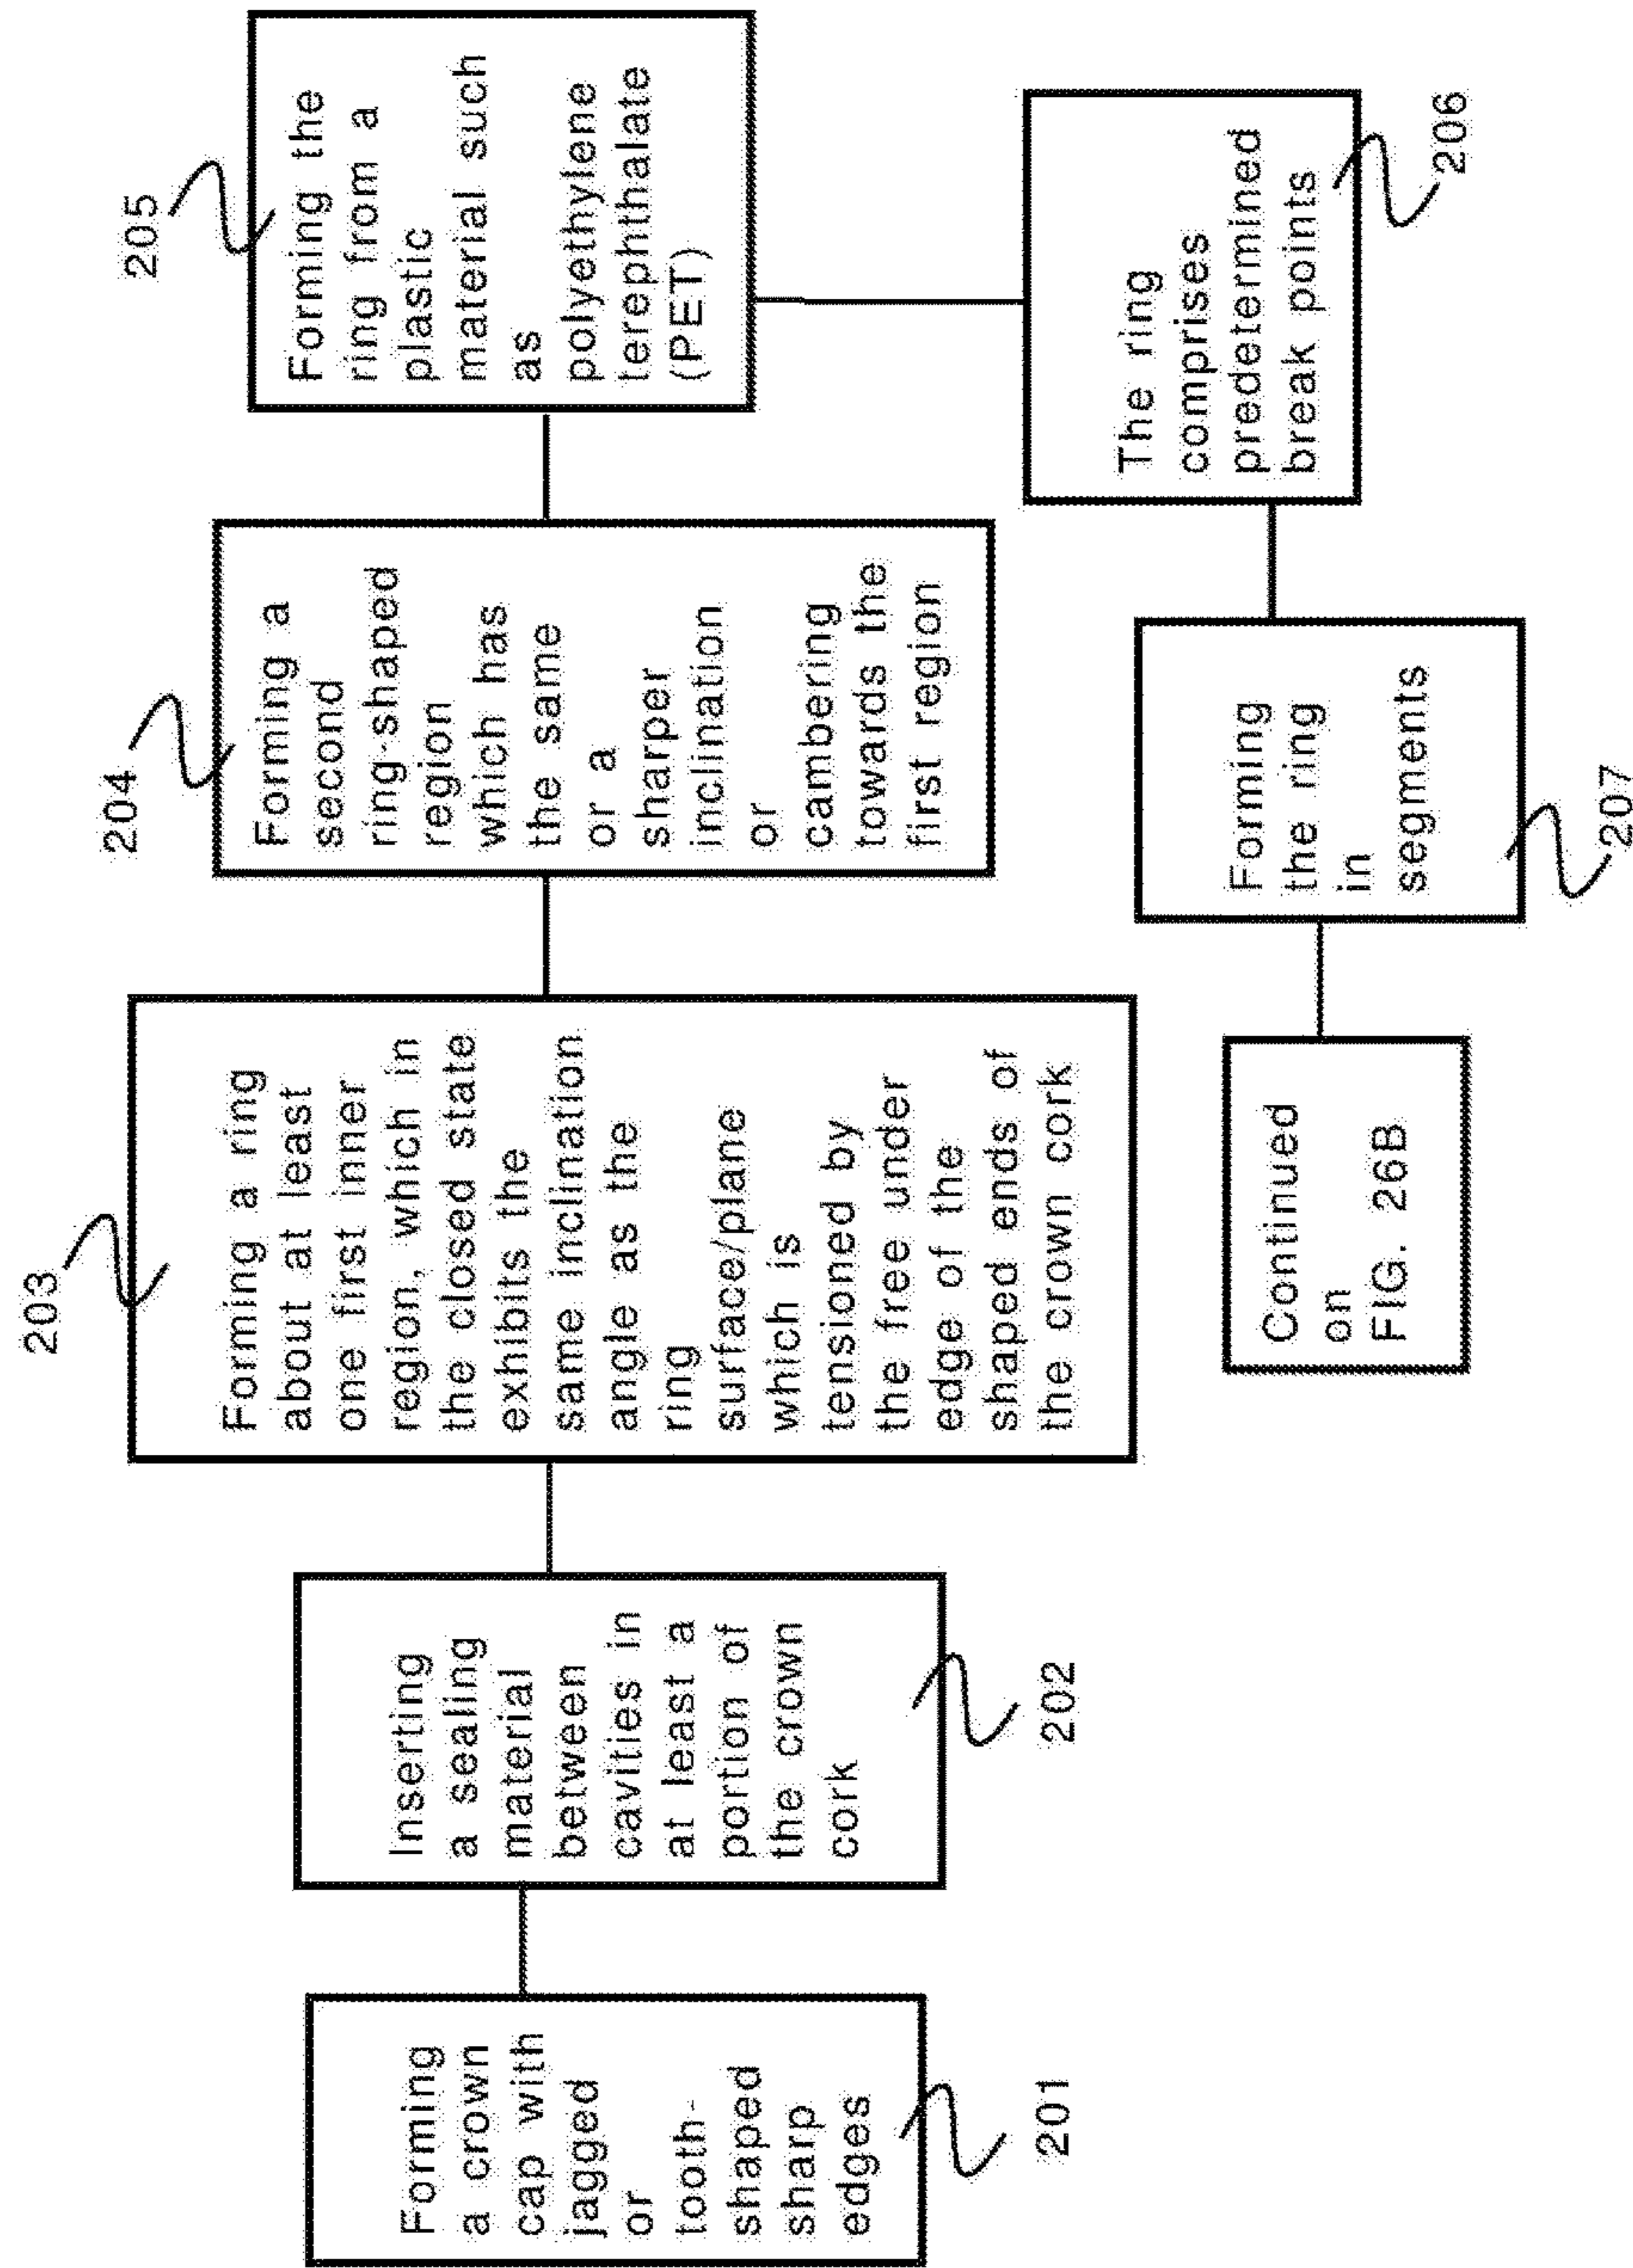 Forming
a crown
cap with
jagged
or
tooth-
shaped
sharp
edges
201
Inserting
a sealing
material
between
cavities in
at least a
portion of
the crown
cork
202
203
Forming a ring
about at least
one first inner
region, which in
the closed state
exhibits the
same inclination
angle as the
ring
surface/plane
which is
tensioned by
the free under
edge of the
shaped ends of
the crown cork
204
Forming a
second
ring-shaped
region
which has
the same
or a
sharper
inclination
or
cambering
towards the
first region
205
Forming the
ring from a
plastic
material such
as
polyethylene
terephthalate
(PET)
The ring
comprises
predetermined
break points
206
Forming
the ring
in
segments
207
Continued
on
FIG. 26B